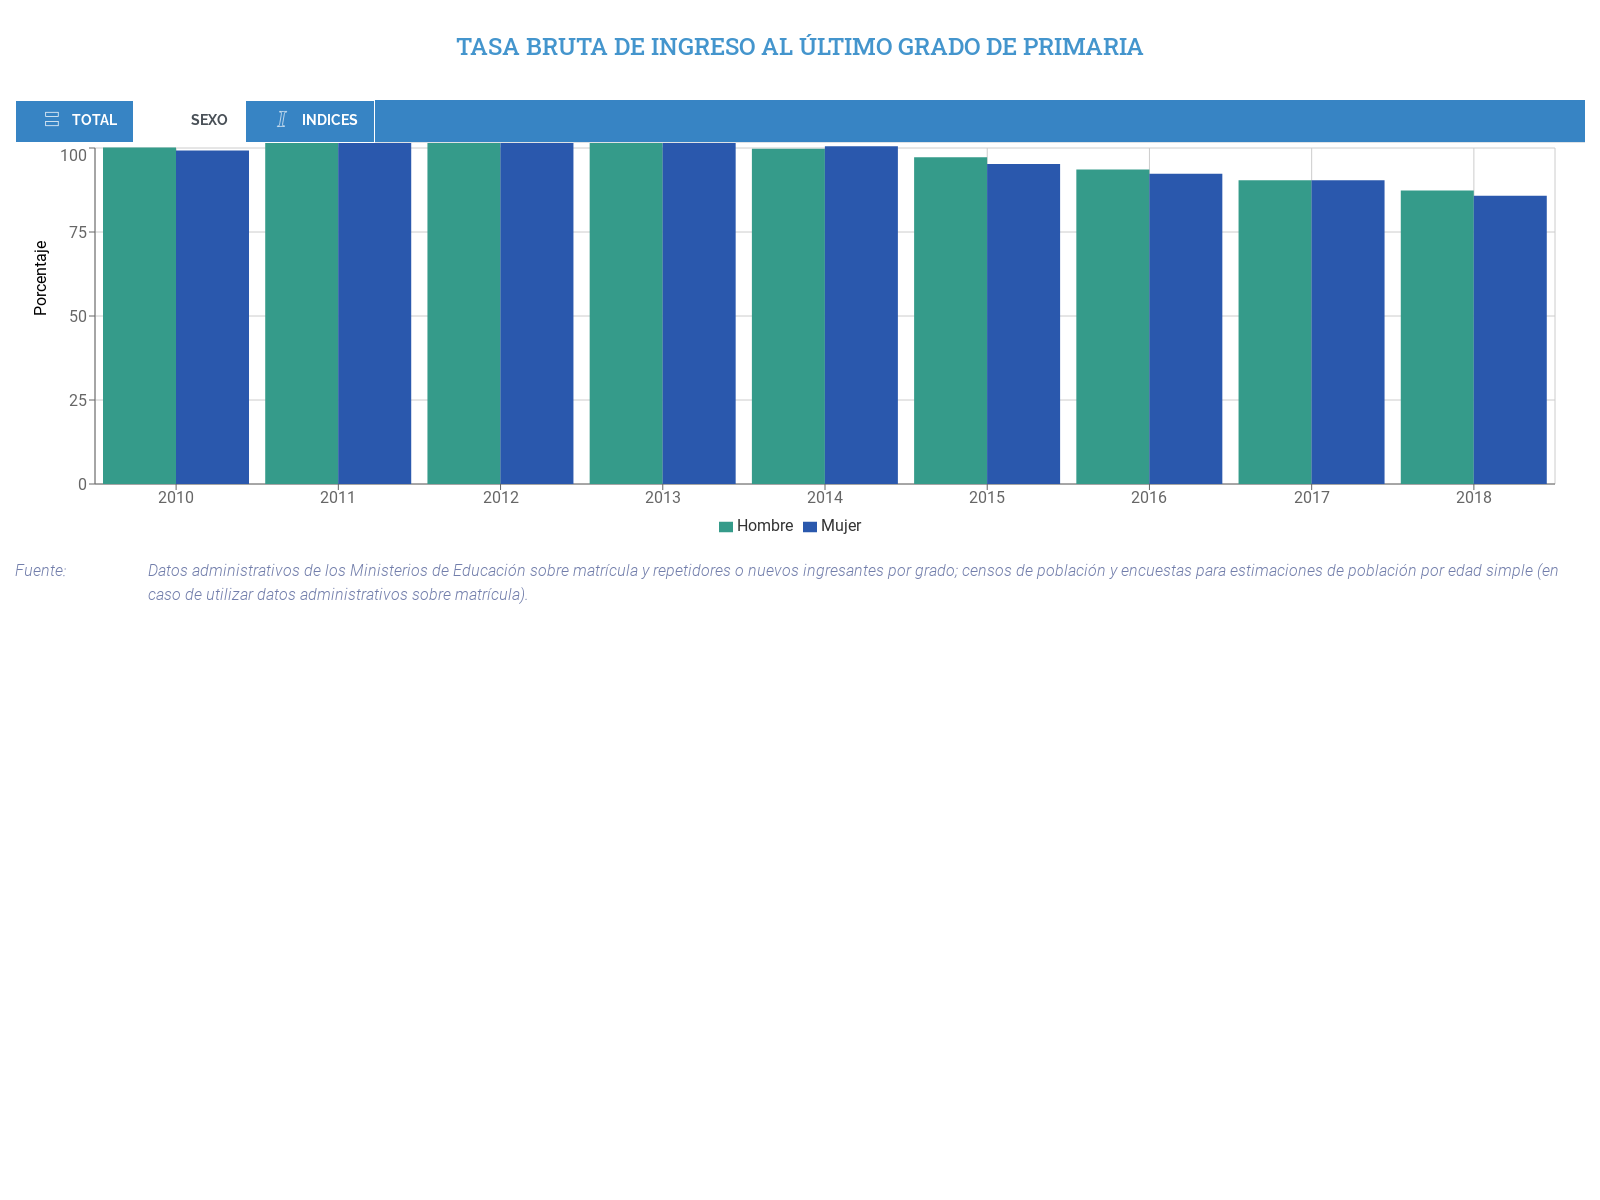 TASA BRUTA DE INGRESO AL ÚLTIMO GRADO DE PRIMARIA
TOTAL
SEXO
INDICES
100
75
50
25
0
Porcentaje
2010
2011
2012
2013
2014
2015
2016
2017
2018
Hombre
Mujer
Fuente:
Datos administrativos de los Ministerios de Educación sobre matrícula y repetidores o nuevos ingresantes por grado; censos de población y encuestas para estimaciones de población por edad simple (en
caso de utilizar datos administrativos sobre matrícula).